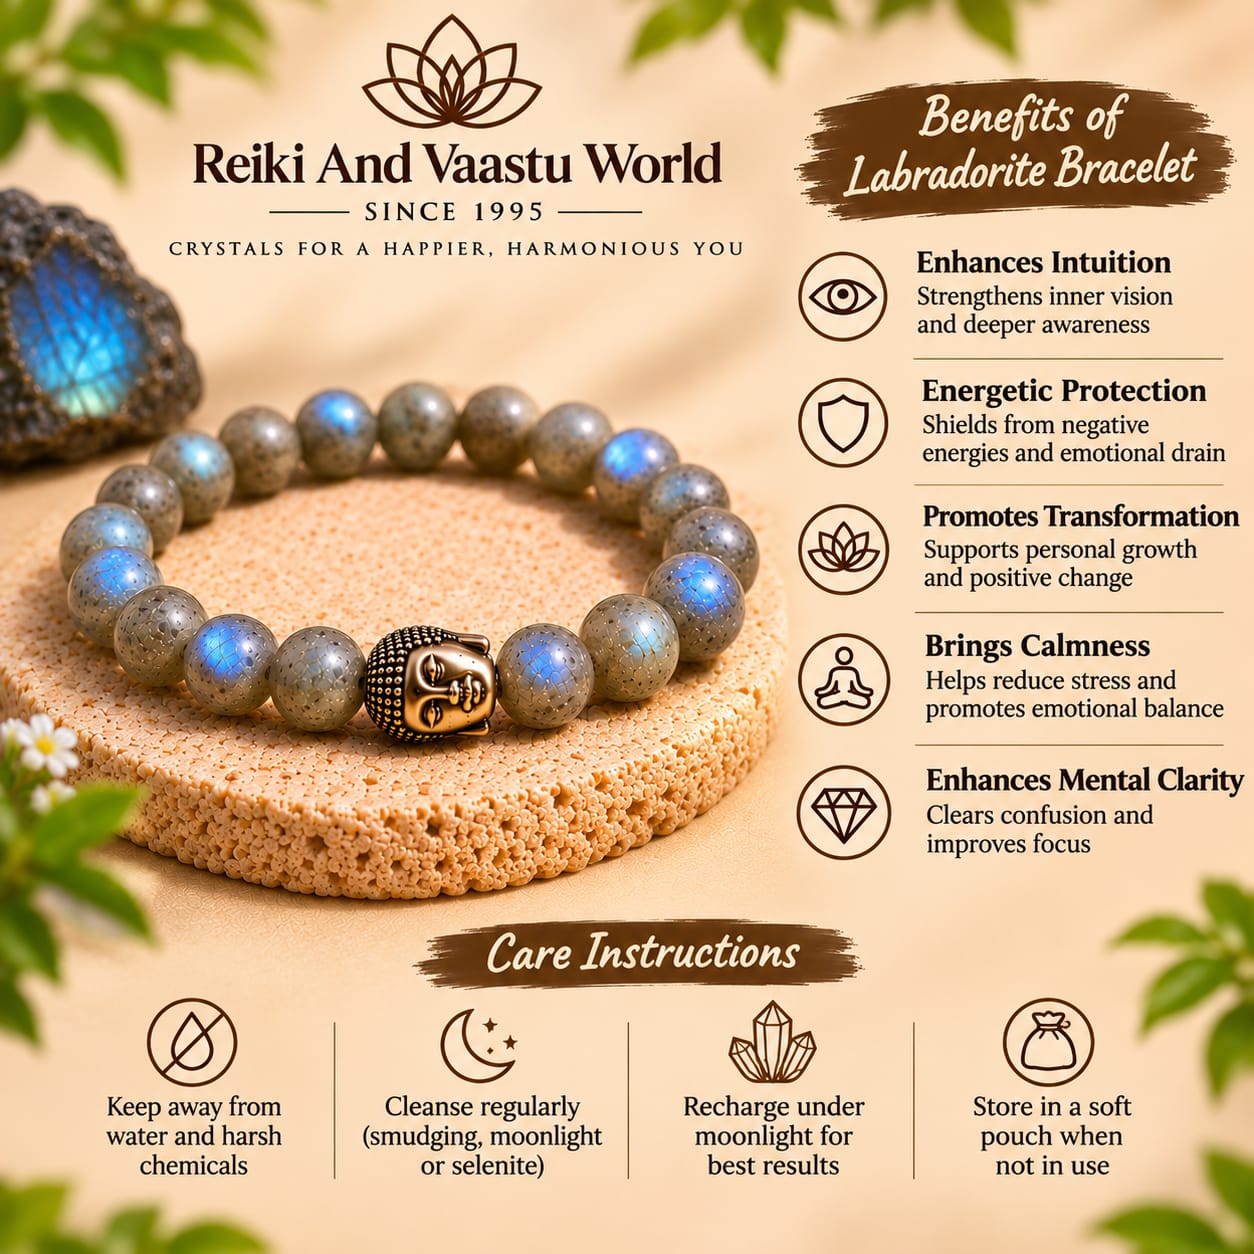 Reiki And Vaastu World
SINCE 1995
CRYSTALS FOR A HAPPIER, HARMONIOUS YOU
Benefits of
Labradorite Bracelet
Enhances Intuition
Strengthens inner vision
and deeper awareness
Energetic Protection
Shields from negative
energies and emotional drain
Promotes Transformation
Supports personal growth
and positive change
Brings Calmness
Helps reduce stress and
promotes emotional balance
Enhances Mental Clarity
Clears confusion and
improves focus
Care Instructions
Keep away from
water and harsh
chemicals
Cleanse regularly
(smudging, moonlight
or selenite)
Recharge under
moonlight for
best results
Store in a soft
pouch when
not in use